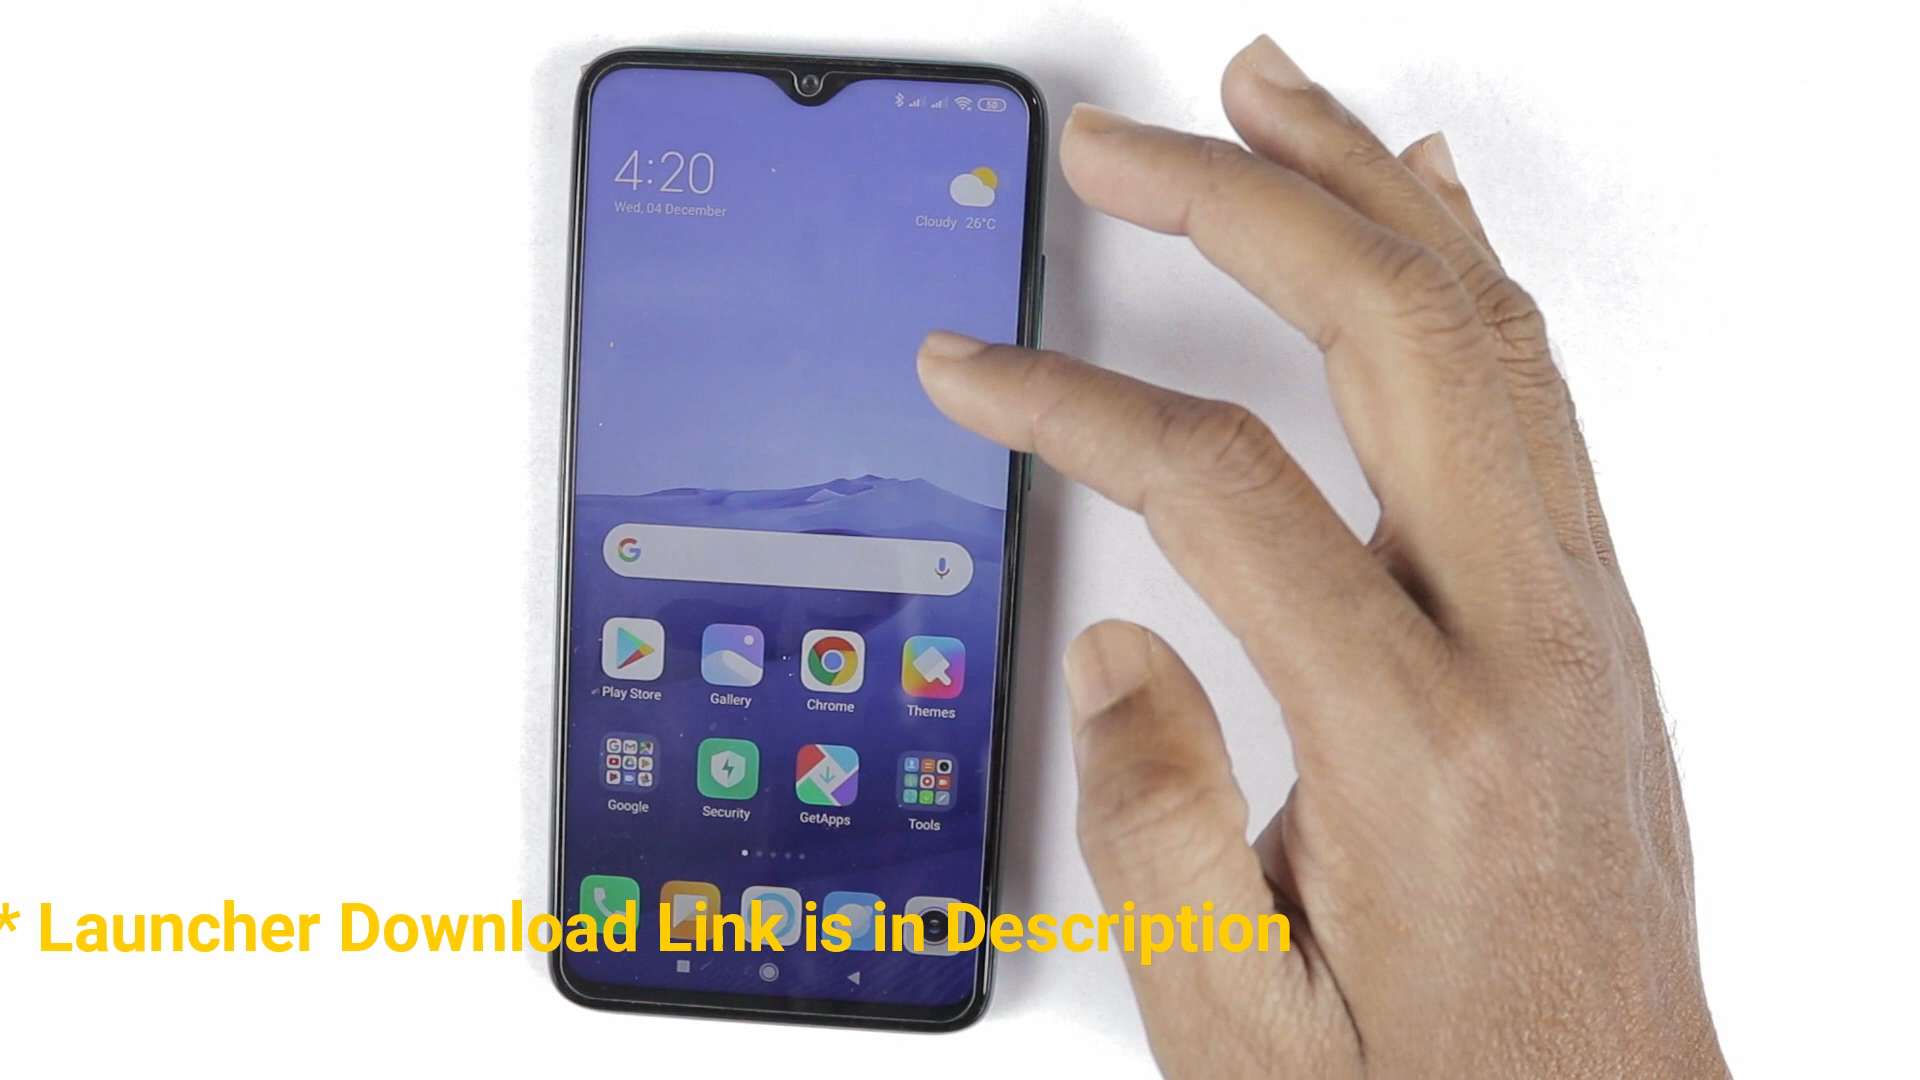 50
4:20
Wed, 04 December
Cloudy 26°C
G
Play Store
Gallery
Chrome
Themes
Google
Security
GetApps
Tools
* Launcher Download Link is in Description